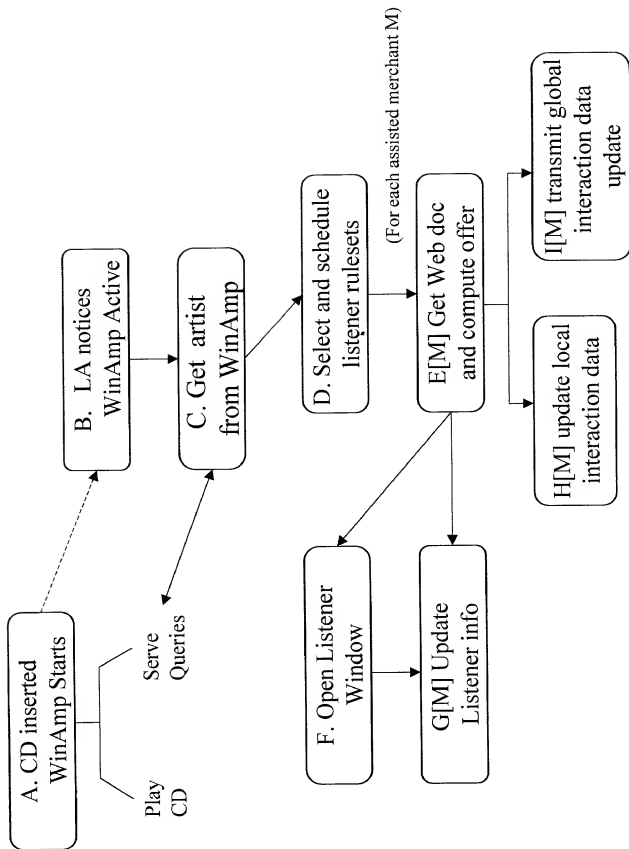 A. CD inserted
WinAmp Starts
Play
CD
Serve
Queries
B. LA notices
WinAmp Active
C. Get artist
from WinAmp
D. Select and schedule
listener rulesets
(For each assisted merchant M)
E[M] Get Web doc
and compute offer
F. Open Listener
Window
G[M] Update
Listener info
H[M] update local
interaction data
I[M] transmit global
interaction data
update